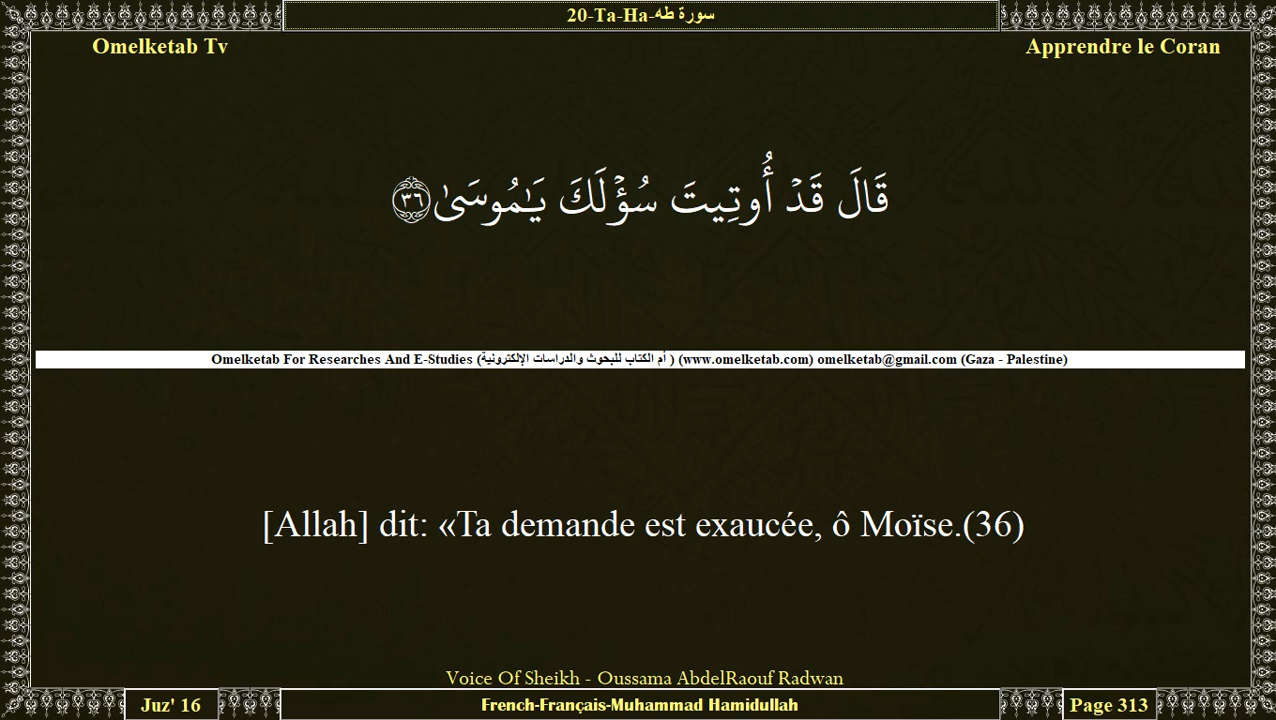 20-Ta-Ha-سورة طه
Omelketab Tv
Apprendre le Coran
قَالَ قَدۡ أُوتِيتَ سُؤۡلَكَ يَٰمُوسَىٰ ٣٦
Omelketab For Researches And E-Studies (أم الكتاب للبحوث والدراسات الإلكترونية ) (www.omelketab.com) omelketab@gmail.com (Gaza - Palestine)
[Allah] dit: «Ta demande est exaucée, ô Moïse.(36)
Voice Of Sheikh - Oussama AbdelRaouf Radwan
Juz' 16
French-Français-Muhammad Hamidullah
Page 313